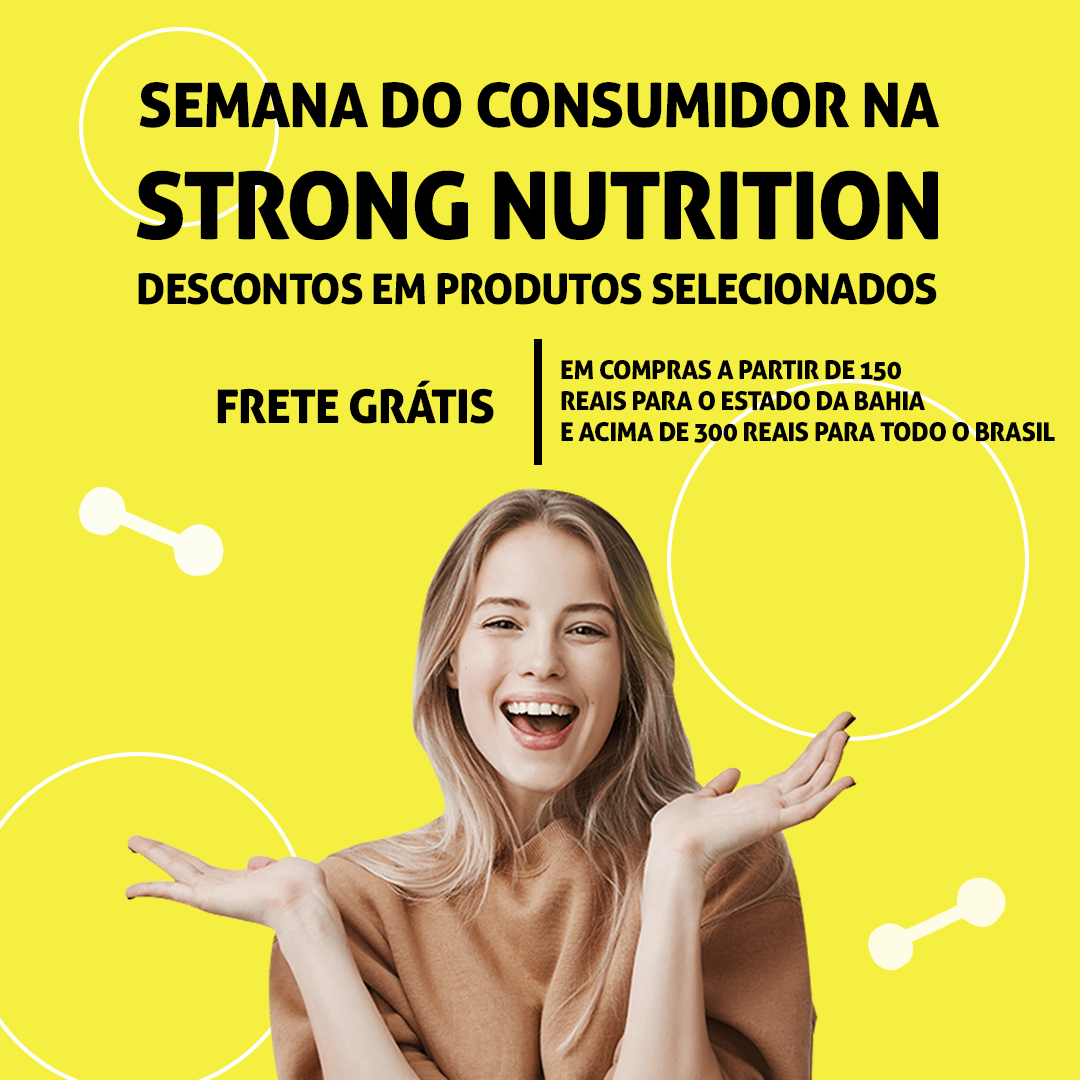 SEMANA DO CONSUMIDOR NA
STRONG NUTRITION
DESCONTOS EM PRODUTOS SELECIONADOS
FRETE GRÁTIS
EM COMPRAS A PARTIR DE 150
REAIS PARA O ESTADO DA BAHIA
E ACIMA DE 300 REAIS PARA TODO O BRASIL